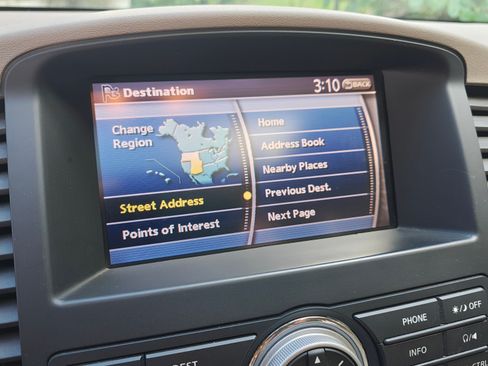 Destination
3:10 BACK
Change
Region
Street Address
Points of Interest
Home
Address Book
Nearby Places
Previous Dest.
Next Page
PHONE
OFF
INFO